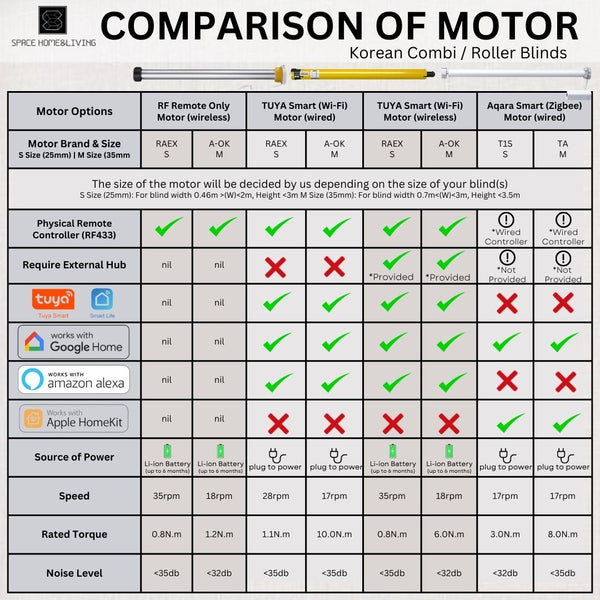 SPACE HOME&LIVING
COMPARISON OF MOTOR
Korean Combi / Roller Blinds
Motor Options
RF Remote Only
Motor (wireless)
TUYA Smart (Wi-Fi)
Motor (wired)
TUYA Smart (Wi-Fi)
Motor (wireless)
Aqara Smart (Zigbee)
Motor (wired)
Motor Brand & Size
S Size (25mm) | M Size (35mm
RAEX
S
A-OK
M
RAEX
S
A-OK
M
RAEX
S
A-OK
M
T1S
S
TA
M
The size of the motor will be decided by us depending on the size of your blind(s)
S Size (25mm): For blind width 0.46m >(W)<2m, Height <3m M Size (35mm): For blind width 0.7m<(W)<3m, Height <3.5m
Physical Remote
Controller (RF433)
*Wired
Controller
*Wired
Controller
Require External Hub
nil
nil
*Provided
*Provided
*Not
Provided
*Not
Provided
tuya
Tuya Smart
Smart Life
nil
nil
works with
Google Home
nil
nil
WORKS WITH
amazon alexa
nil
nil
Works with
Apple HomeKit
nil
nil
Source of Power
Li-ion Battery
(up to 6 months)
Li-ion Battery
(up to 6 months)
plug to power
plug to power
Li-ion Battery
(up to 6 months)
Li-ion Battery
(up to 6 months)
plug to power
plug to power
Speed
35rpm
18rpm
28rpm
17rpm
35rpm
18rpm
17rpm
17rpm
Rated Torque
0.8N.m
1.2N.m
1.1N.m
10.0N.m
0.8N.m
6.0N.m
3.0N.m
8.0N.m
Noise Level
<35db
<32db
<35db
<35db
<35db
<32db
<32db
<35db